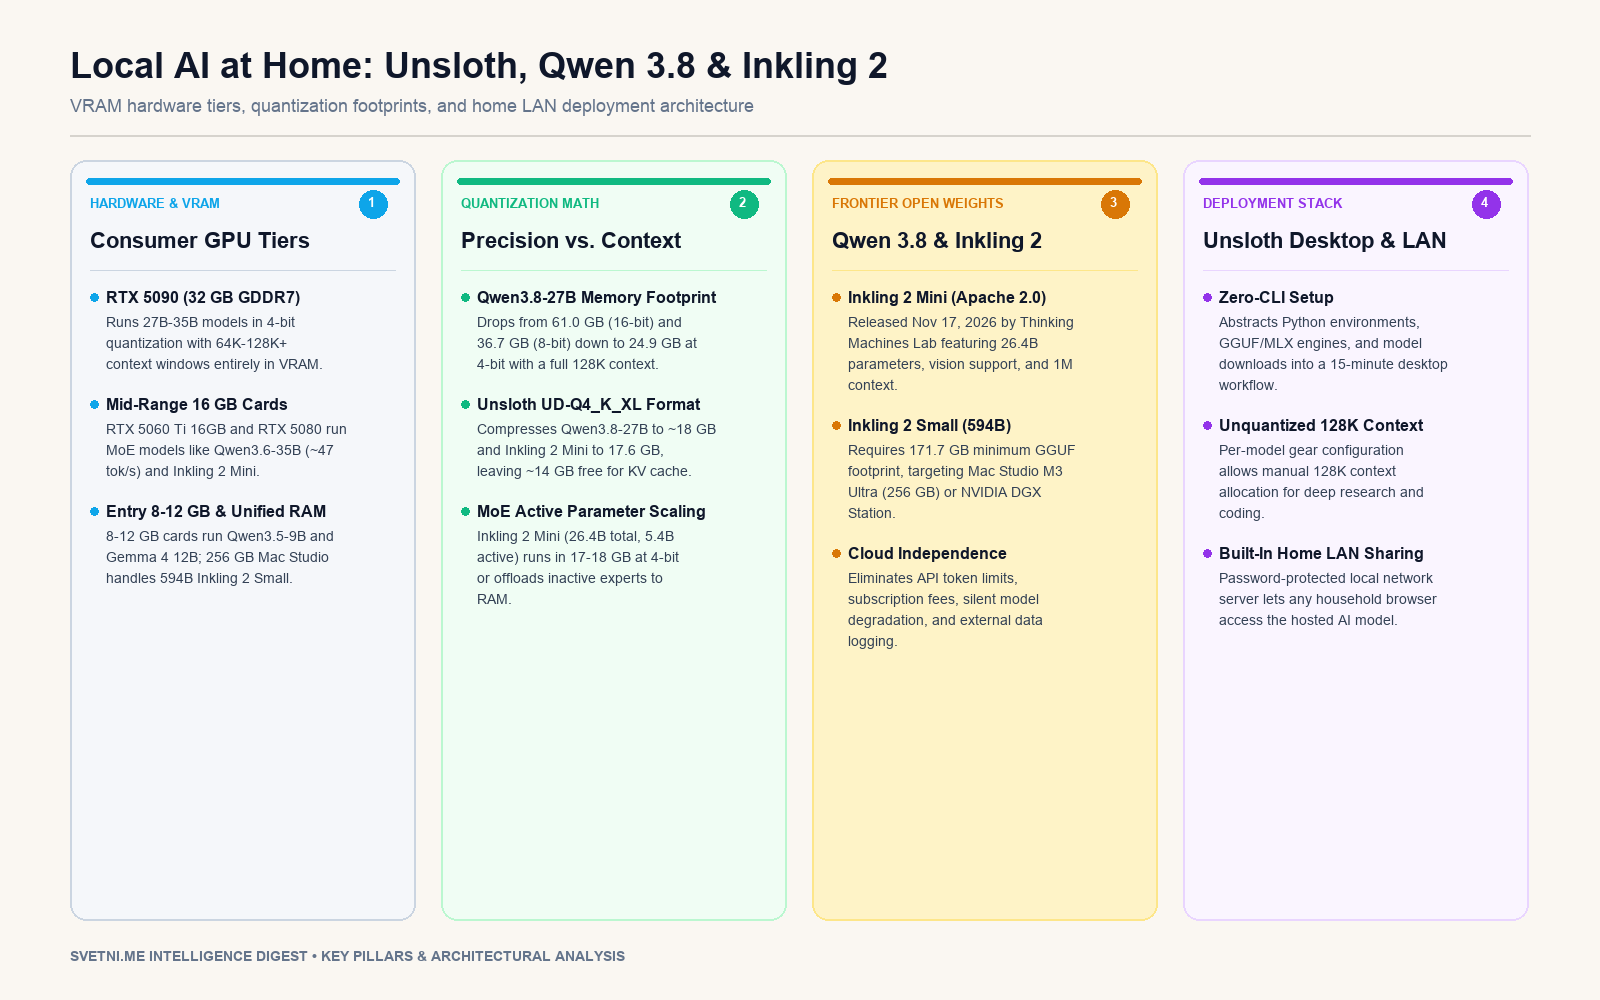 Local AI at Home: Unsloth, Qwen 3.8 & Inkling 2
VRAM hardware tiers, quantization footprints, and home LAN deployment architecture
HARDWARE & VRAM
1
Consumer GPU Tiers
RTX 5090 (32 GB GDDR7)
Runs 27B-35B models in 4-bit
quantization with 64K-128K+
context windows entirely in VRAM.
Mid-Range 16 GB Cards
RTX 5060 Ti 16GB and RTX 5080 run
MoE models like Qwen3.6-35B (~47
tok/s) and Inkling 2 Mini.
Entry 8-12 GB & Unified RAM
8-12 GB cards run Qwen3.5-9B and
Gemma 4 12B; 256 GB Mac Studio
handles 594B Inkling 2 Small.
QUANTIZATION MATH
2
Precision vs. Context
Qwen3.8-27B Memory Footprint
Drops from 61.0 GB (16-bit) and
36.7 GB (8-bit) down to 24.9 GB at
4-bit with a full 128K context.
Unsloth UD-Q4_K_XL Format
Compresses Qwen3.8-27B to ~18 GB
and Inkling 2 Mini to 17.6 GB,
leaving ~14 GB free for KV cache.
MoE Active Parameter Scaling
Inkling 2 Mini (26.4B total, 5.4B
active) runs in 17-18 GB at 4-bit
or offloads inactive experts to
RAM.
FRONTIER OPEN WEIGHTS
3
Qwen 3.8 & Inkling 2
Inkling 2 Mini (Apache 2.0)
Released Nov 17, 2026 by Thinking
Machines Lab featuring 26.4B
parameters, vision support, and 1M
context.
Inkling 2 Small (594B)
Requires 171.7 GB minimum GGUF
footprint, targeting Mac Studio M3
Ultra (256 GB) or NVIDIA DGX
Station.
Cloud Independence
Eliminates API token limits,
subscription fees, silent model
degradation, and external data
logging.
DEPLOYMENT STACK
4
Unsloth Desktop & LAN
Zero-CLI Setup
Abstracts Python environments,
GGUF/MLX engines, and model
downloads into a 15-minute desktop
workflow.
Unquantized 128K Context
Per-model gear configuration
allows manual 128K context
allocation for deep research and
coding.
Built-In Home LAN Sharing
Password-protected local network
server lets any household browser
access the hosted AI model.
SVETNI.ME INTELLIGENCE DIGEST • KEY PILLARS & ARCHITECTURAL ANALYSIS